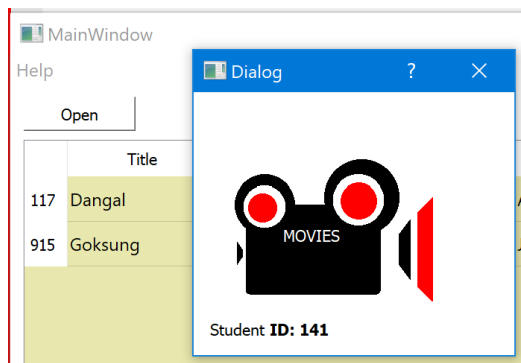 MainWindow
Help
Open
Title
117 Dangal
915 Goksung
Dialog ?
MOVIES
Student ID: 141